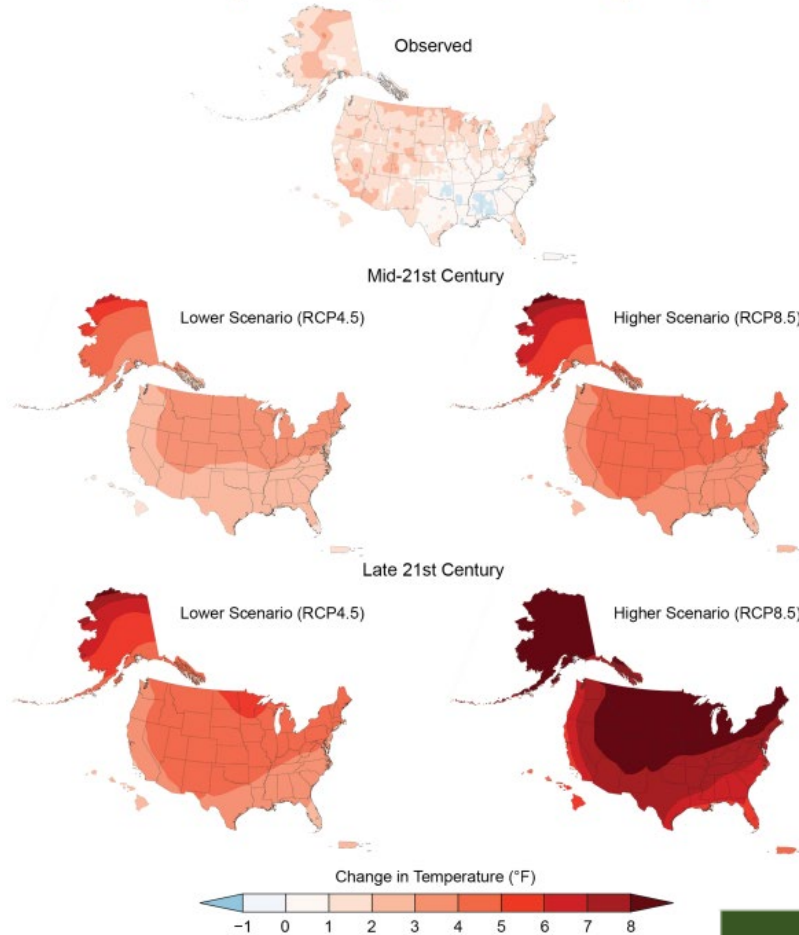 Observed
Mid-21st Century
Lower Scenario (RCP4.5)
Higher Scenario (RCP8.5)
Late 21st Century
Lower Scenario (RCP4.5)
Higher Scenario (RCP8.5)
Change in Temperature (°F)
−1 0 1 2 3 4 5 6 7 8